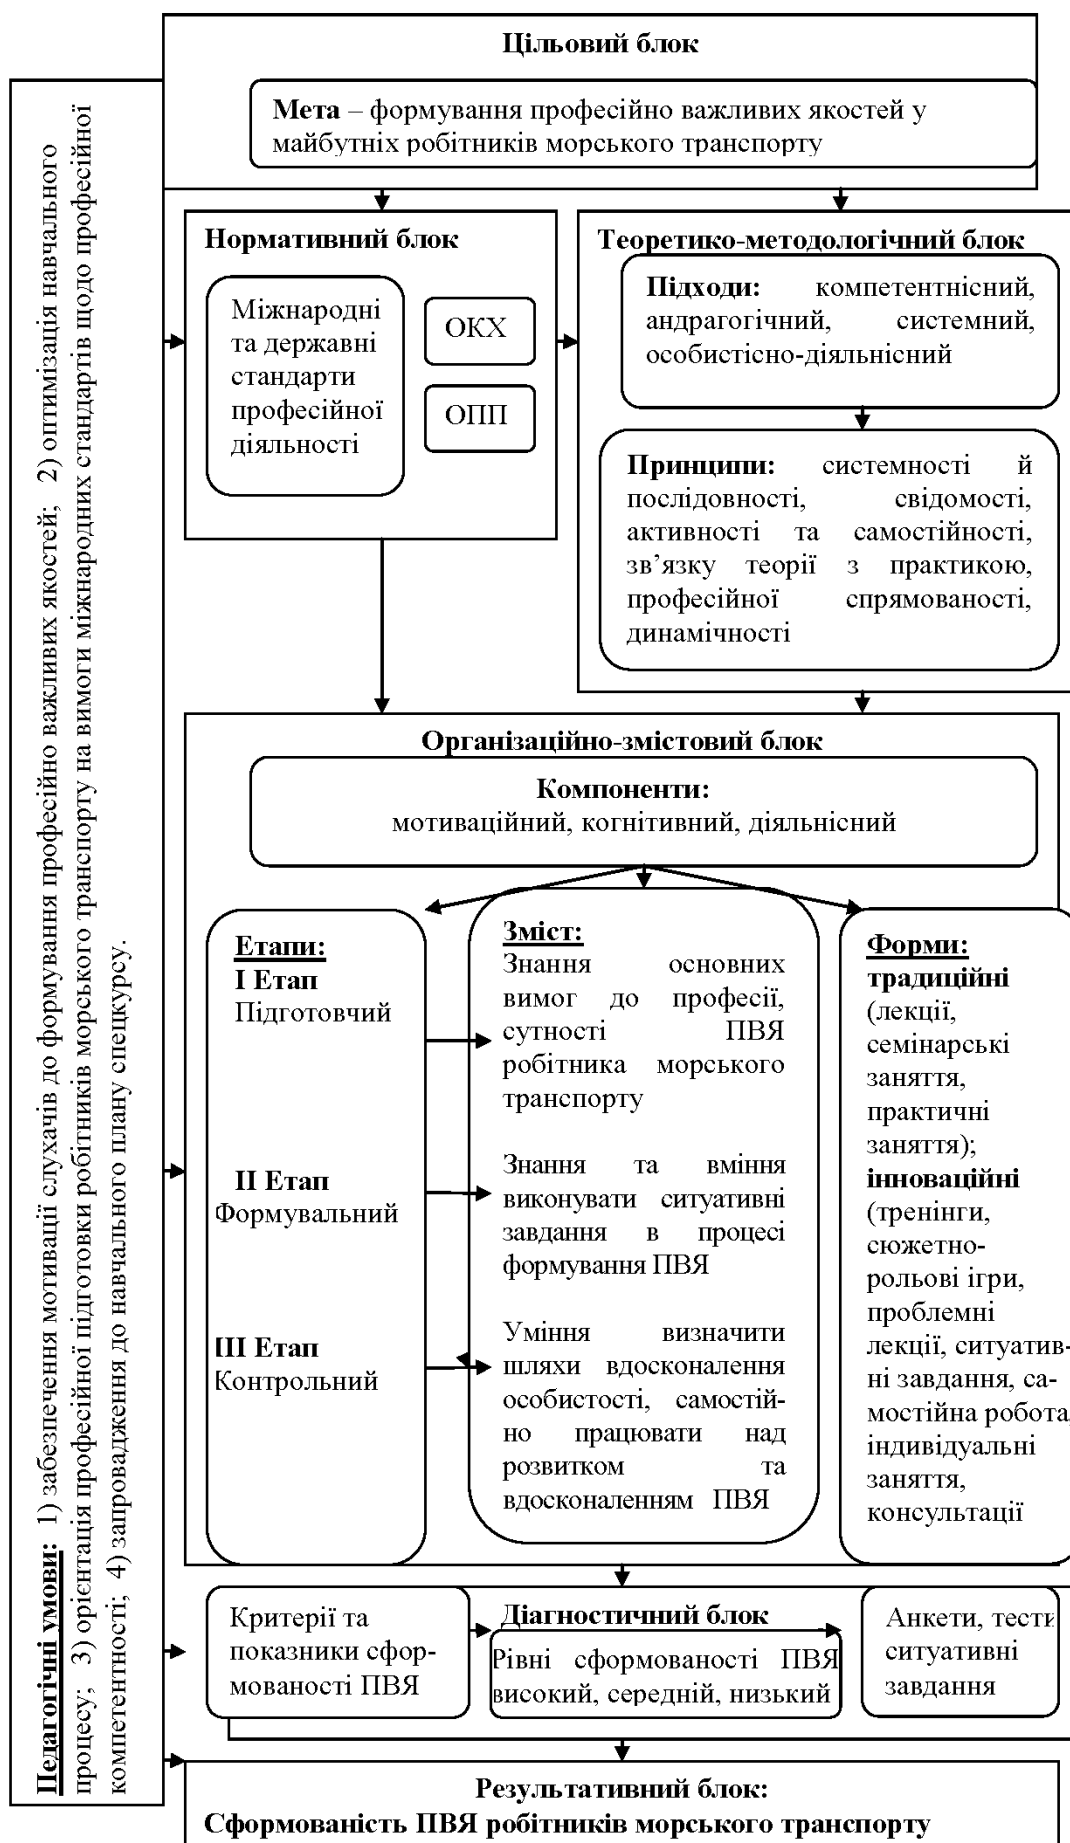 Цільовий блок
Мета – формування професійно важливих якостей у
майбутніх робітників морського транспорту
Педагогічні умови: 1) забезпечення мотивації слухачів до формування професійно важливих якостей; 2) оптимізація навчального
процесу; 3) орієнтація професійної підготовки робітників морського транспорту на вимоги міжнародних стандартів щодо професійної
компетентності; 4) запровадження до навчального плану спецкурсу.
Нормативний блок
Міжнародні
та державні
стандарти
професійної
діяльності
ОКХ
ОПП
Теоретико-методологічний блок
Підходи: компетентнісний,
андрагогічний, системний,
особистісно-діяльнісний
Принципи: системності й
послідовності, свідомості,
активності та самостійності,
зв’язку теорії з практикою,
професійної спрямованості,
динамічності
Організаційно-змістовий блок
Компоненти:
мотиваційний, когнітивний, діяльнісний
Етапи:
I Етап
Підготовчий
II Етап
Формувальний
III Етап
Контрольний
Зміст:
Знання основних
вимог до професії,
сутності ПВЯ
робітника морського
транспорту
Знання та вміння
виконувати ситуативні
завдання в процесі
формування ПВЯ
Уміння визначити
шляхи вдосконалення
особистості, самостій-
но працювати над
розвитком та
вдосконаленням ПВЯ
Форми:
традиційні
(лекції,
семінарські
заняття,
практичні
заняття);
інноваційні
(тренінги,
сюжетно-
рольові ігри,
проблемні
лекції, ситуатив-
ні завдання, са-
мостійна робота,
індивідуальні
заняття,
консультації
Критерії та
показники сфор-
мованості ПВЯ
Діагностичний блок
Рівні сформованості ПВЯ
високий, середній, низький
Анкети, тести
ситуативні
завдання
Результативний блок:
Сформованість ПВЯ робітників морського транспорту